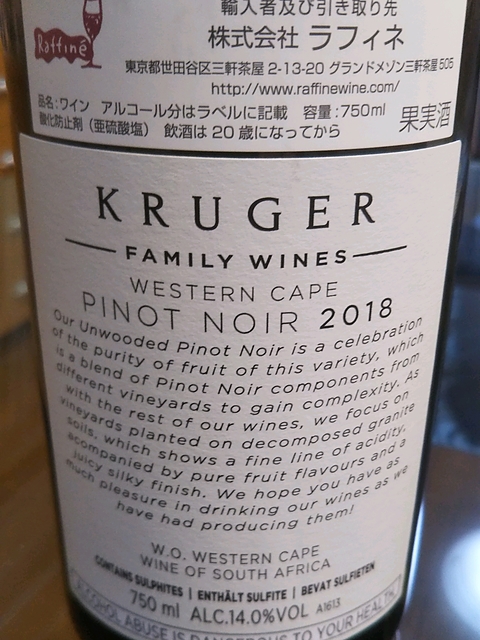 Raffiné
輸入者及び引き取り先
株式会社 ラフィネ
東京都世田谷区三軒茶屋 2-13-20 グランドメゾン三軒茶屋 505
http://www.raffinewine.com/
品名:ワイン アルコール分はラベルに記載 容量:750ml
酸化防止剤(亜硫酸塩) 飲酒は 20 歳になってから
果実酒
KRUGER
FAMILY WINES
WESTERN CAPE
PINOT NOIR 2018
Our Unwooded Pinot Noir is a celebration
of the purity of fruit of this variety, which
is a blend of Pinot Noir components from
different vineyards to gain complexity. As
with the rest of our wines, we focus on
vineyards planted on decomposed granite
soils, which shows a fine line of acidity,
acompanied by pure fruit flavours and a
juicy silky finish. We hope you have as
much pleasure in drinking our wines as we
have had producing them!
W.O. WESTERN CAPE
WINE OF SOUTH AFRICA
CONTAINS SULPHITES | ENTHÄLT SULFITE | BEVAT SULFIETEN
750 ml ALC.14.0%VOL A1613
ALCOHOL ABUSE IS DANGEROUS TO YOUR HEALTH